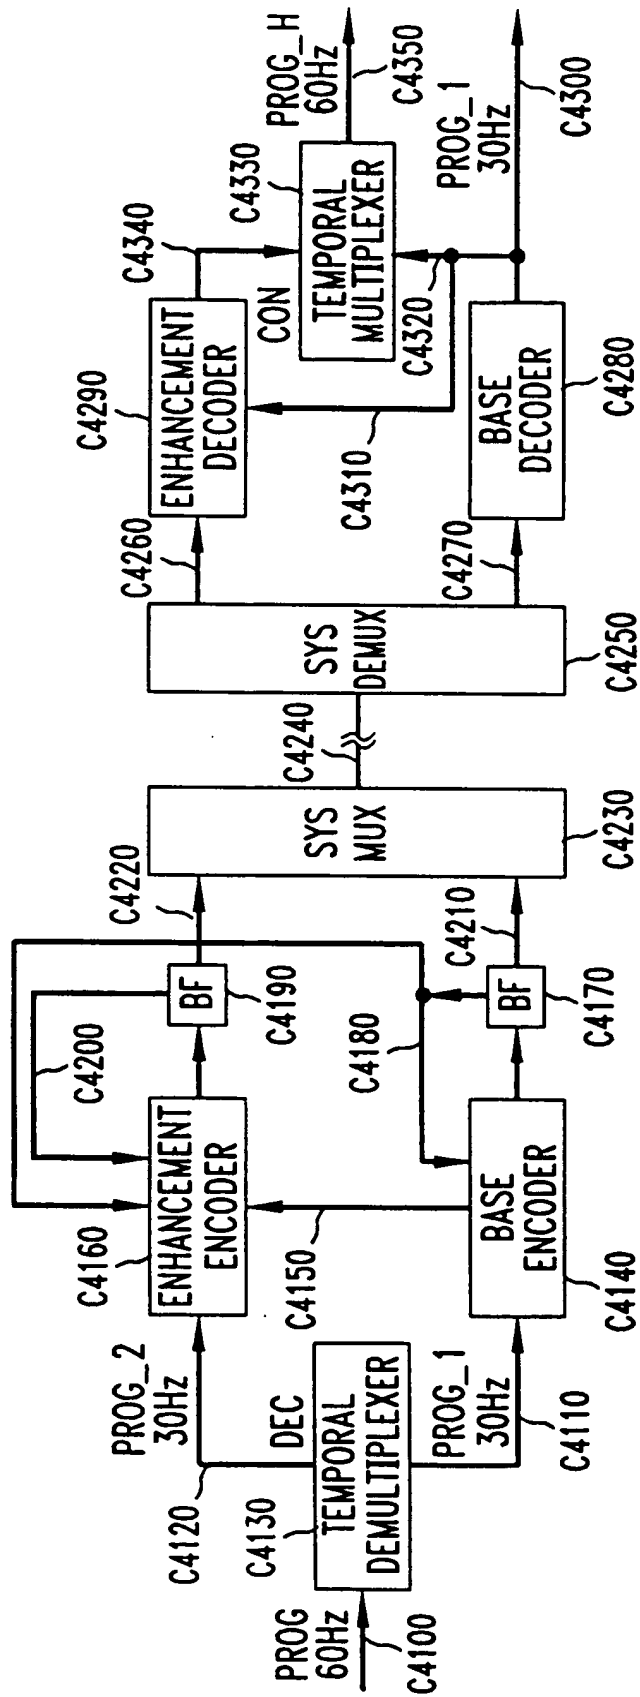 PROG
60Hz
C4100
TEMPORAL
DEMULTIPLEXER
DEC
C4130
C4120
PROG_2
30Hz
PROG_1
30Hz
C4110
ENHANCEMENT
ENCODER
C4160
C4150
BASE
ENCODER
C4140
C4200
C4180
BF
C4190
BF
C4170
C4220
C4210
SYS
MUX
C4230
C4240
SYS
DEMUX
C4250
C4260
C4270
ENHANCEMENT
DECODER
C4290
C4310
BASE
DECODER
C4280
C4340
CON
TEMPORAL
MULTIPLEXER
C4330
C4320
PROG_H
60Hz
C4350
PROG_1
30Hz
C4300